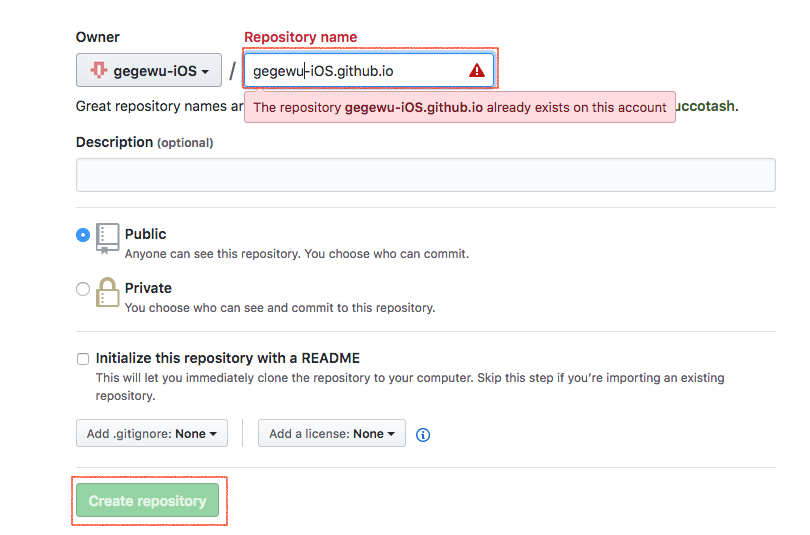 Owner
Repository name
gegewu-iOS / gegewu-iOS.github.io
Great repository names ar
The repository gegewu-iOS.github.io already exists on this account
uccotash.
Description (optional)
Public
Anyone can see this repository. You choose who can commit.
Private
You choose who can see and commit to this repository.
Initialize this repository with a README
This will let you immediately clone the repository to your computer. Skip this step if you're importing an existing
repository.
Add .gitignore: None
Add a license: None
Create repository